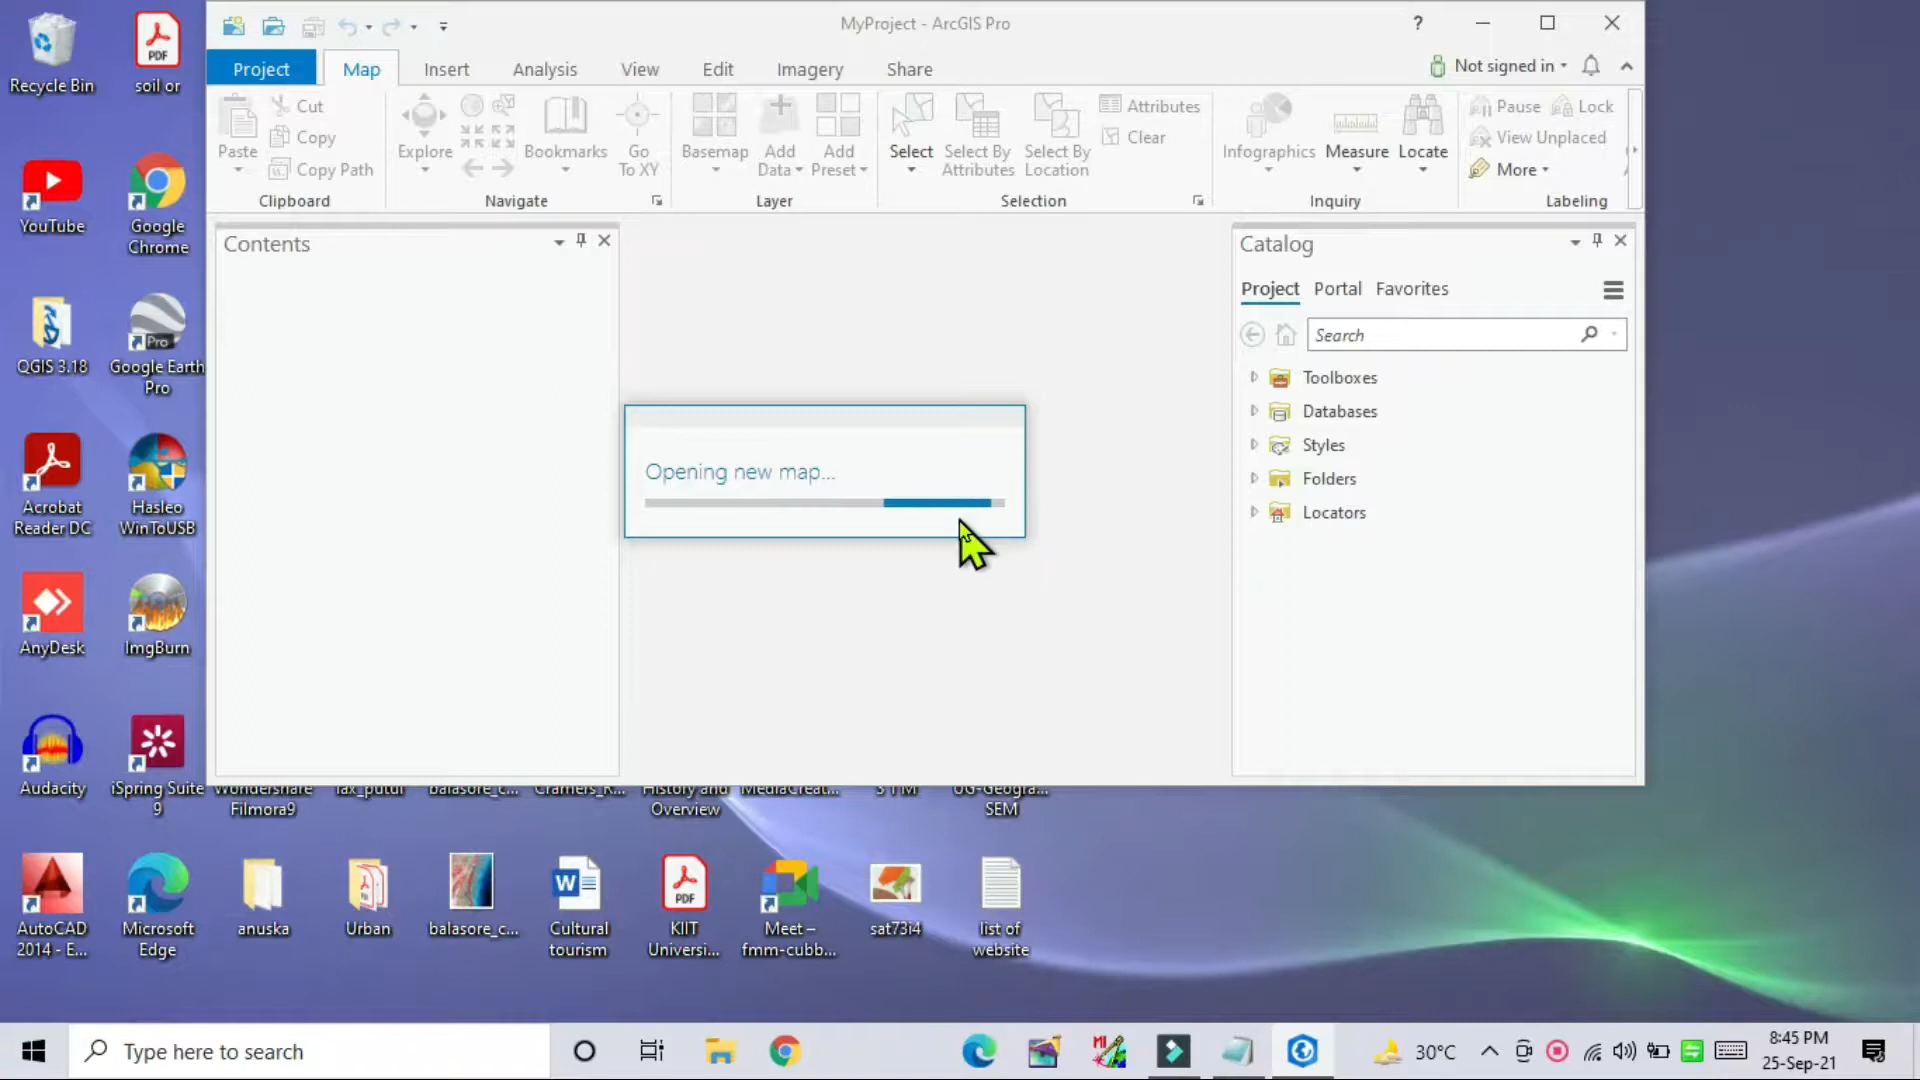 MyProject - ArcGIS Pro
?
Project
Map
Insert
Analysis
View
Edit
Imagery
Share
Not signed in
Paste
Cut
Copy
Copy Path
Clipboard
Explore
Bookmarks
Go
To XY
Navigate
Basemap
Add
Data
Add
Preset
Layer
Select
Select By
Attributes
Select By
Location
Attributes
Clear
Selection
Infographics
Measure
Locate
Inquiry
Pause
Lock
View Unplaced
More
Labeling
Contents
Opening new map...
Catalog
Project
Portal
Favorites
Search
Toolboxes
Databases
Styles
Folders
Locators
Recycle Bin
PDF
soil or
YouTube
Google
Chrome
QGIS 3.18
Pro
Google Earth
Pro
Acrobat
Reader DC
Hasleo
WinToUSB
AnyDesk
ImgBurn
Audacity
iSpring Suite
9
Wondershare
Filmora9
balasore_c...
History and
Overview
MediaCreat...
SEM
AutoCAD
2014 - E...
Microsoft
Edge
anuska
Urban
balasore_c...
W
Cultural
tourism
PDF
KIIT
Universi...
Meet –
fmm-cubb...
sat73i4
list of
website
Type here to search
MI
30°C
8:45 PM
25-Sep-21